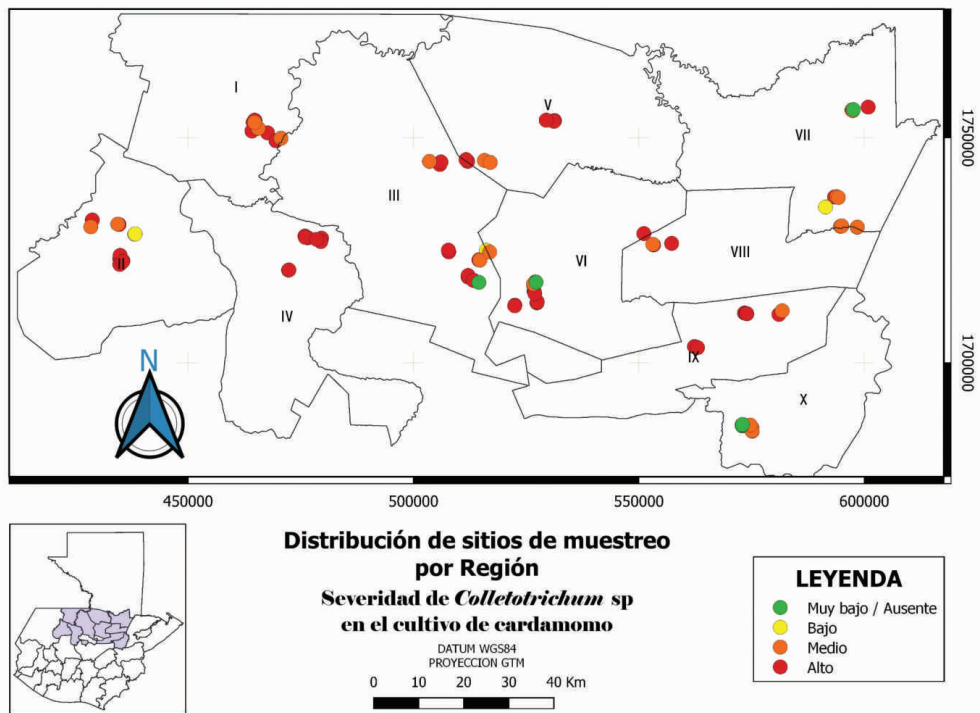 I
V
VII
III
II
VI
VIII
IV
IX
X
N
1750000
1700000
450000
500000
550000
600000
Distribución de sitios de muestreo
por Región
Severidad de Colletotrichum sp
en el cultivo de cardamomo
DATUM WGS84
PROYECCION GTM
0 10 20 30 40 Km
LEYENDA
Muy bajo / Ausente
Bajo
Medio
Alto